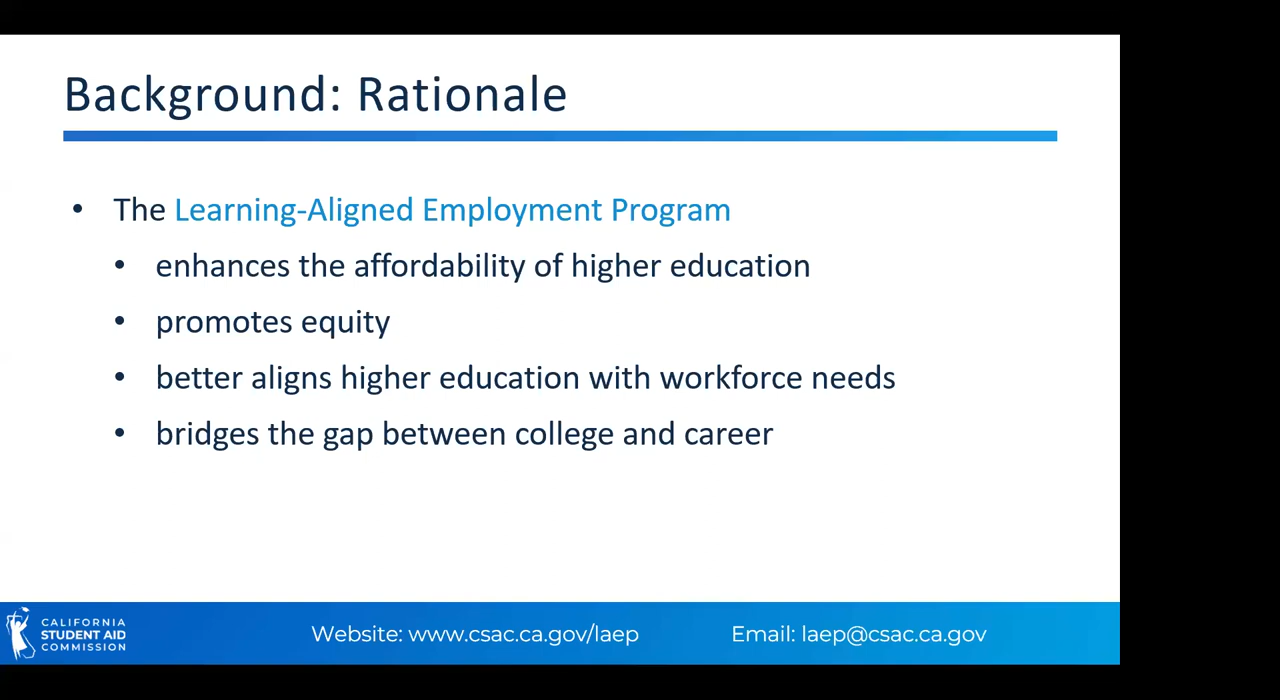 Background: Rationale
• The Learning-Aligned Employment Program
• enhances the affordability of higher education
• promotes equity
• better aligns higher education with workforce needs
• bridges the gap between college and career
CALIFORNIA
STUDENT AID
COMMISSION
Website: www.csac.ca.gov/laep
Email: laep@csac.ca.gov